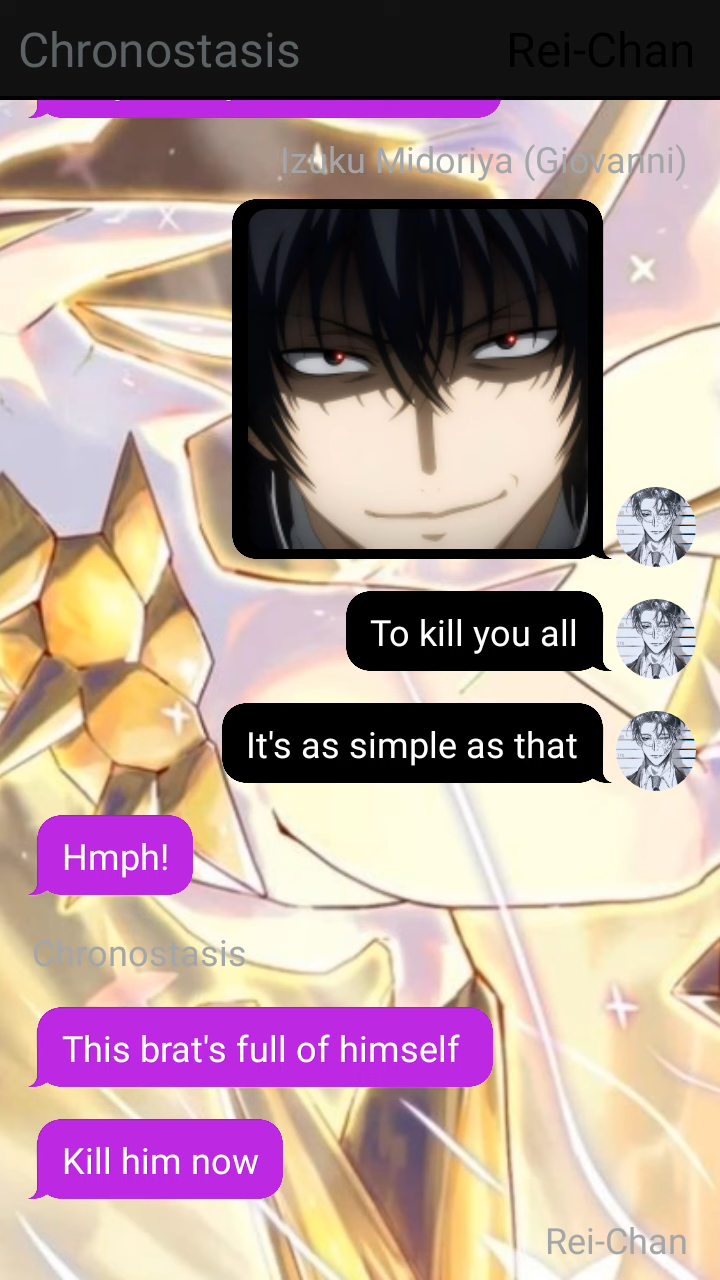 Chronostasis
Rei-Chan
Izuku Midoriya (Giovanni)
To kill you all
It's as simple as that
Hmph!
Chronostasis
This brat's full of himself
Kill him now
Rei-Chan